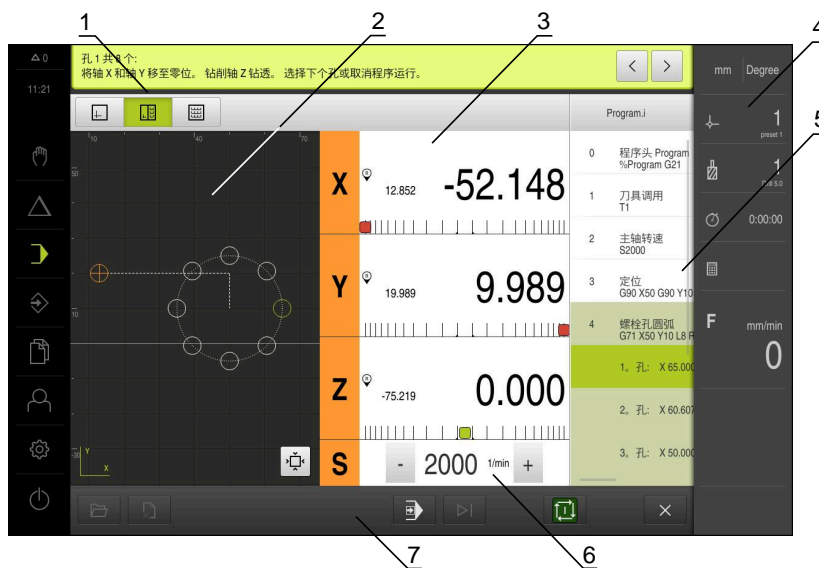 1
2
3
4
5
6
7
0
11:21
孔 1 共 8 个:
将轴 X 和轴 Y 移至零位。 钻削轴 Z 钻透。 选择下个孔或取消程序运行。
mm Degree
Program.i
10 40 70
50
10
-30
Y
X
X
R
12.852
-52.148
Y
R
19.989
9.989
Z
R
-75.219
0.000
S
- 2000 1/min +
0 程序头 Program
%Program G21
1 刀具调用
T1
2 主轴转速
S2000
3 定位
G90 X50 G90 Y10
4 螺栓孔圆弧
G71 X50 Y10 L8 R
1。孔: X 65.000
2。孔: X 60.607
3。孔: X 50.000
1
preset 1
1
0:00:00
F mm/min
0